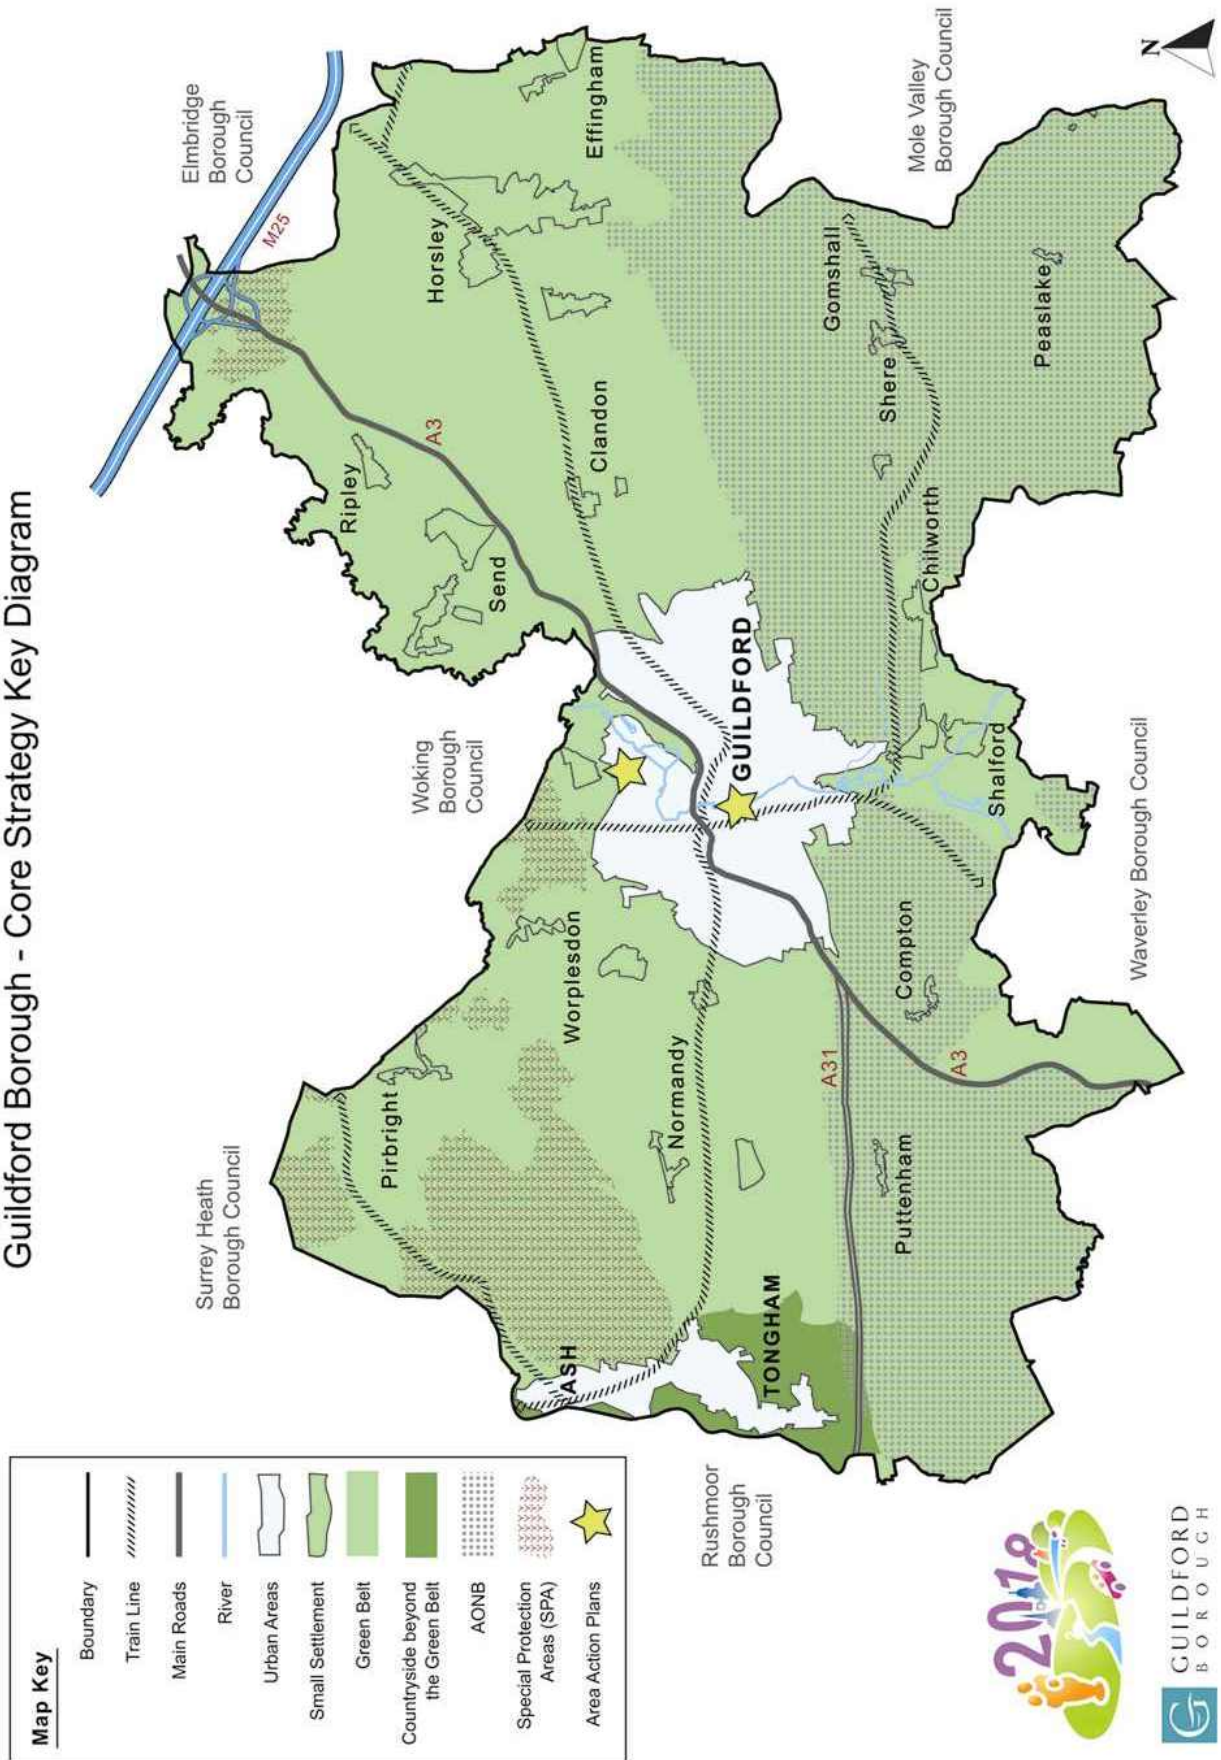 Guildford Borough - Core Strategy Key Diagram
Map Key
Boundary
Train Line
Main Roads
River
Urban Areas
Small Settlement
Green Belt
Countryside beyond
the Green Belt
AONB
Special Protection
Areas (SPA)
Area Action Plans
Surrey Heath
Borough Council
Woking
Borough
Council
Elmbridge
Borough
Council
M25
Rushmoor
Borough
Council
Mole Valley
Borough Council
Waverley Borough Council
Pirbright
Worplesdon
Normandy
ASH
TONGHAM
Puttenham
A31
A3
Compton
GUILDFORD
Shalford
Chilworth
Send
Ripley
A3
Clandon
Horsley
Effingham
Shere
Gomshall
Peaslake
N
2018
G
GUILDFORD
BOROUGH